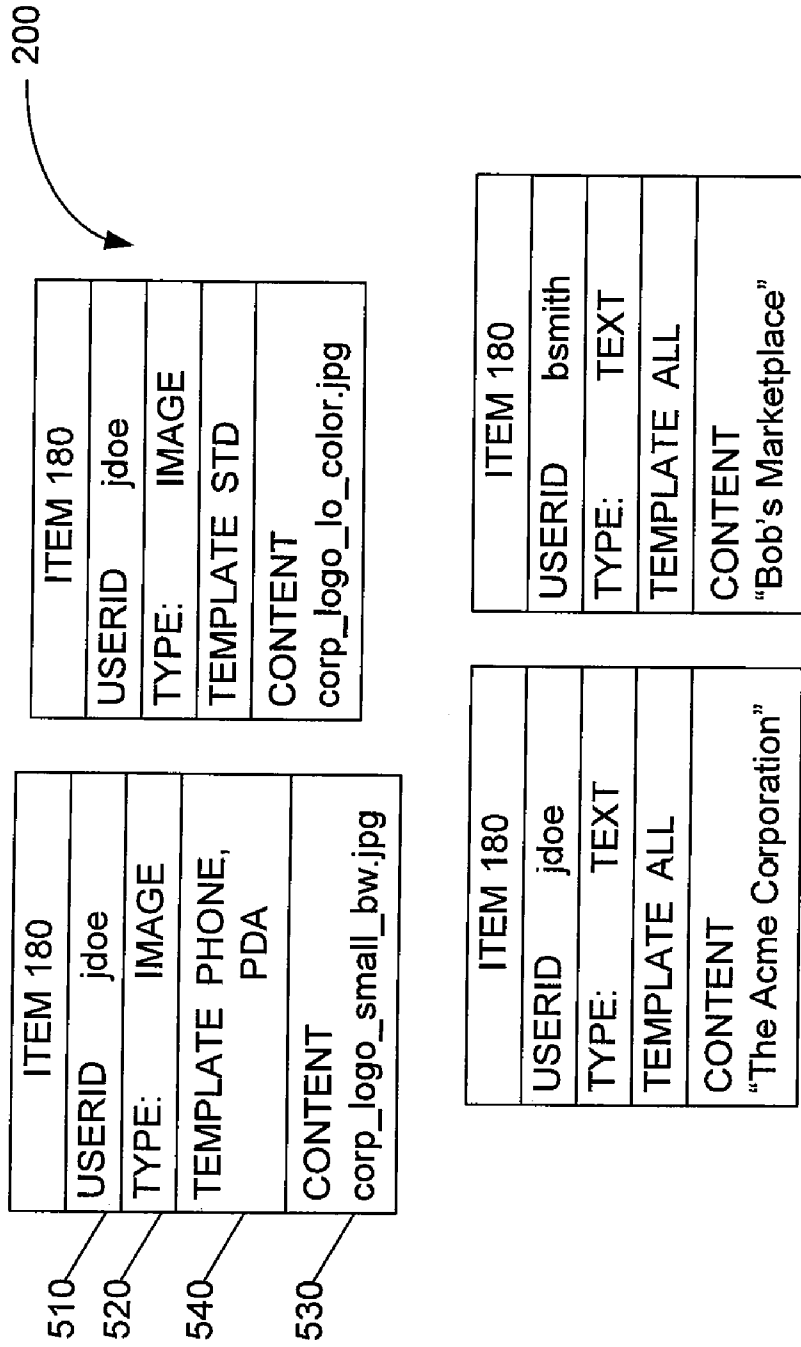 200
ITEM 180
510 USERID jdoe
520 TYPE: IMAGE
540 TEMPLATE PHONE,
PDA
CONTENT
530 corp_logo_small_bw.jpg
ITEM 180
USERID jdoe
TYPE: IMAGE
TEMPLATE STD
CONTENT
corp_logo_lo_color.jpg
ITEM 180
USERID jdoe
TYPE: TEXT
TEMPLATE ALL
CONTENT
“The Acme Corporation”
ITEM 180
USERID bsmith
TYPE: TEXT
TEMPLATE ALL
CONTENT
“Bob’s Marketplace”